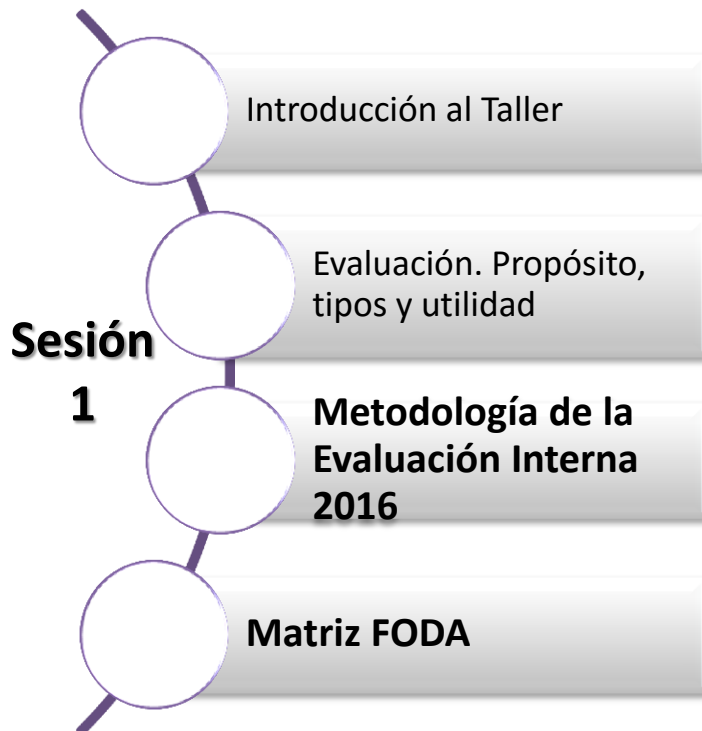 Sesión
1
Introducción al Taller
Evaluación. Propósito,
tipos y utilidad
Metodología de la
Evaluación Interna
2016
Matriz FODA